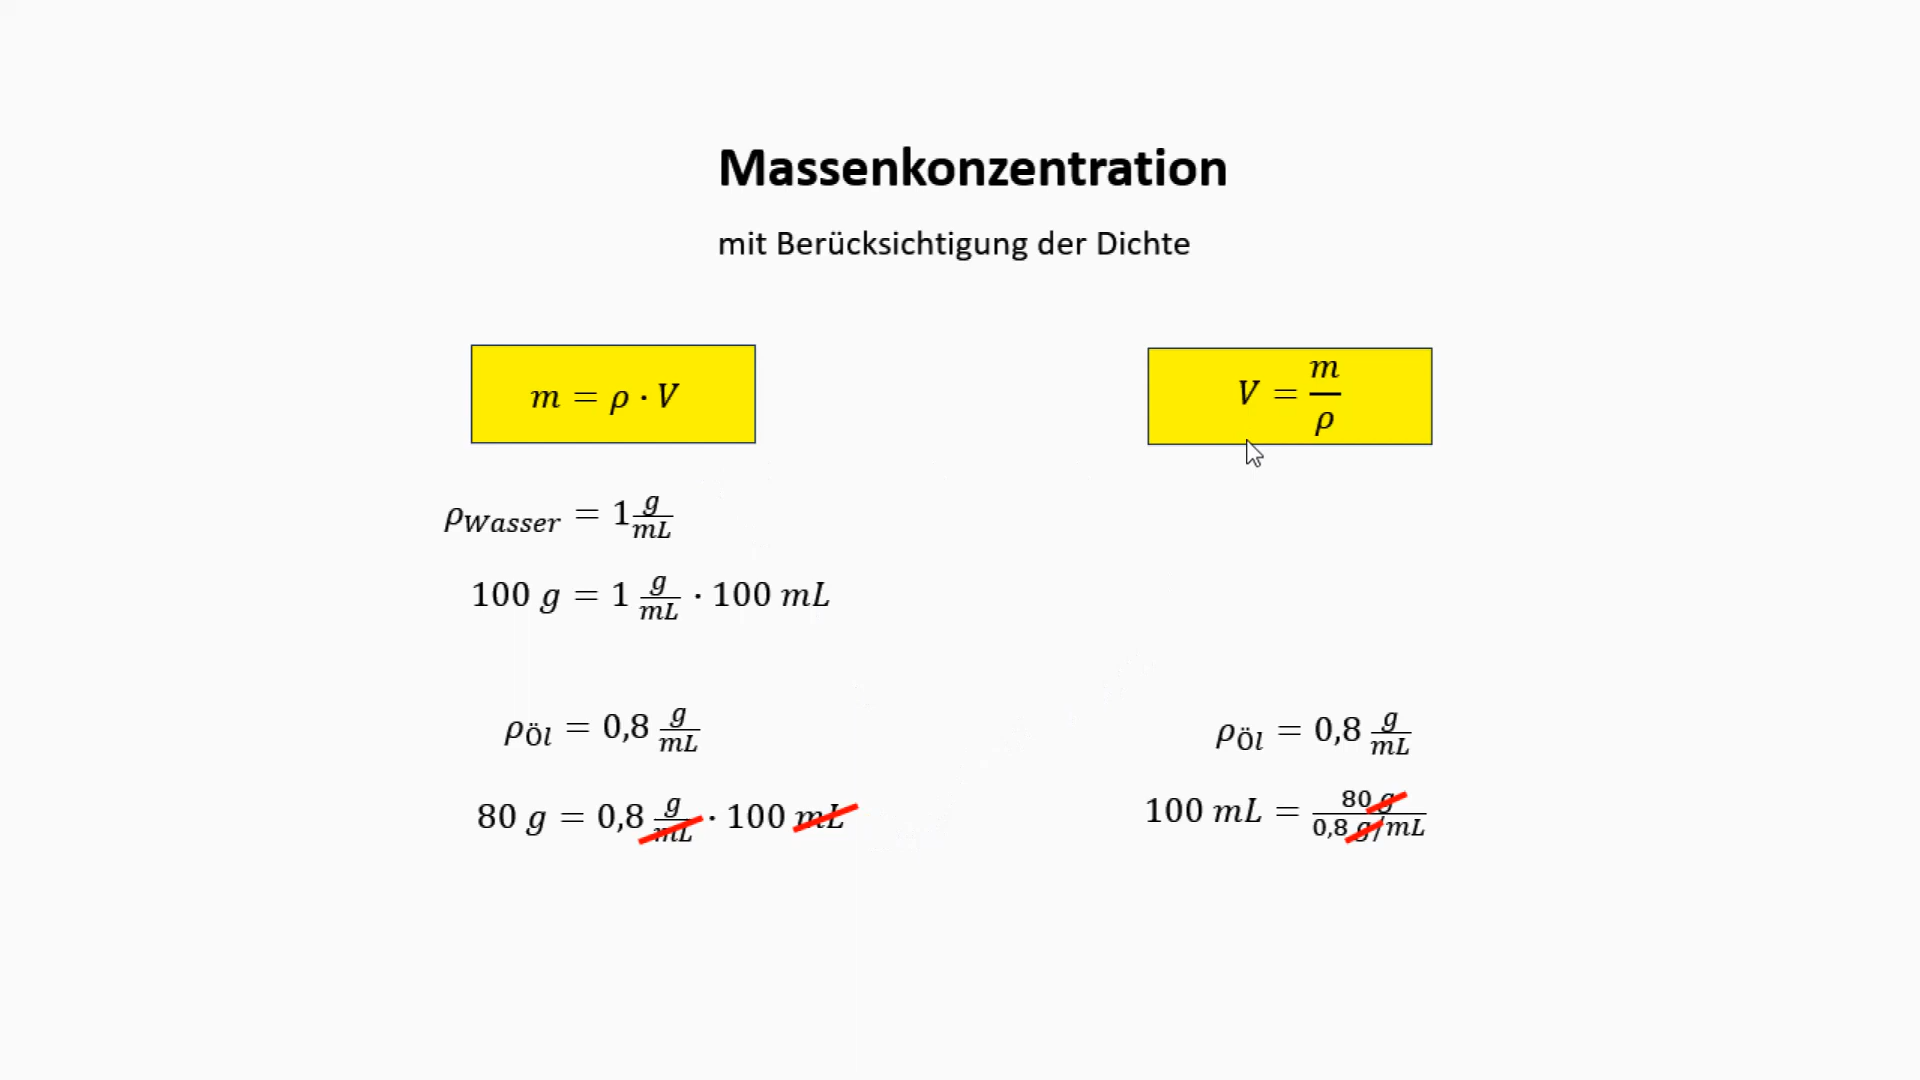 Massenkonzentration
mit Berücksichtigung der Dichte
m = ρ · V
V = m/ρ
ρWasser = 1 g/mL
100 g = 1 g/mL · 100 mL
ρÖl = 0,8 g/mL
80 g = 0,8 g/mL · 100 mL
ρÖl = 0,8 g/mL
100 mL = 80 g / 0,8 g/mL